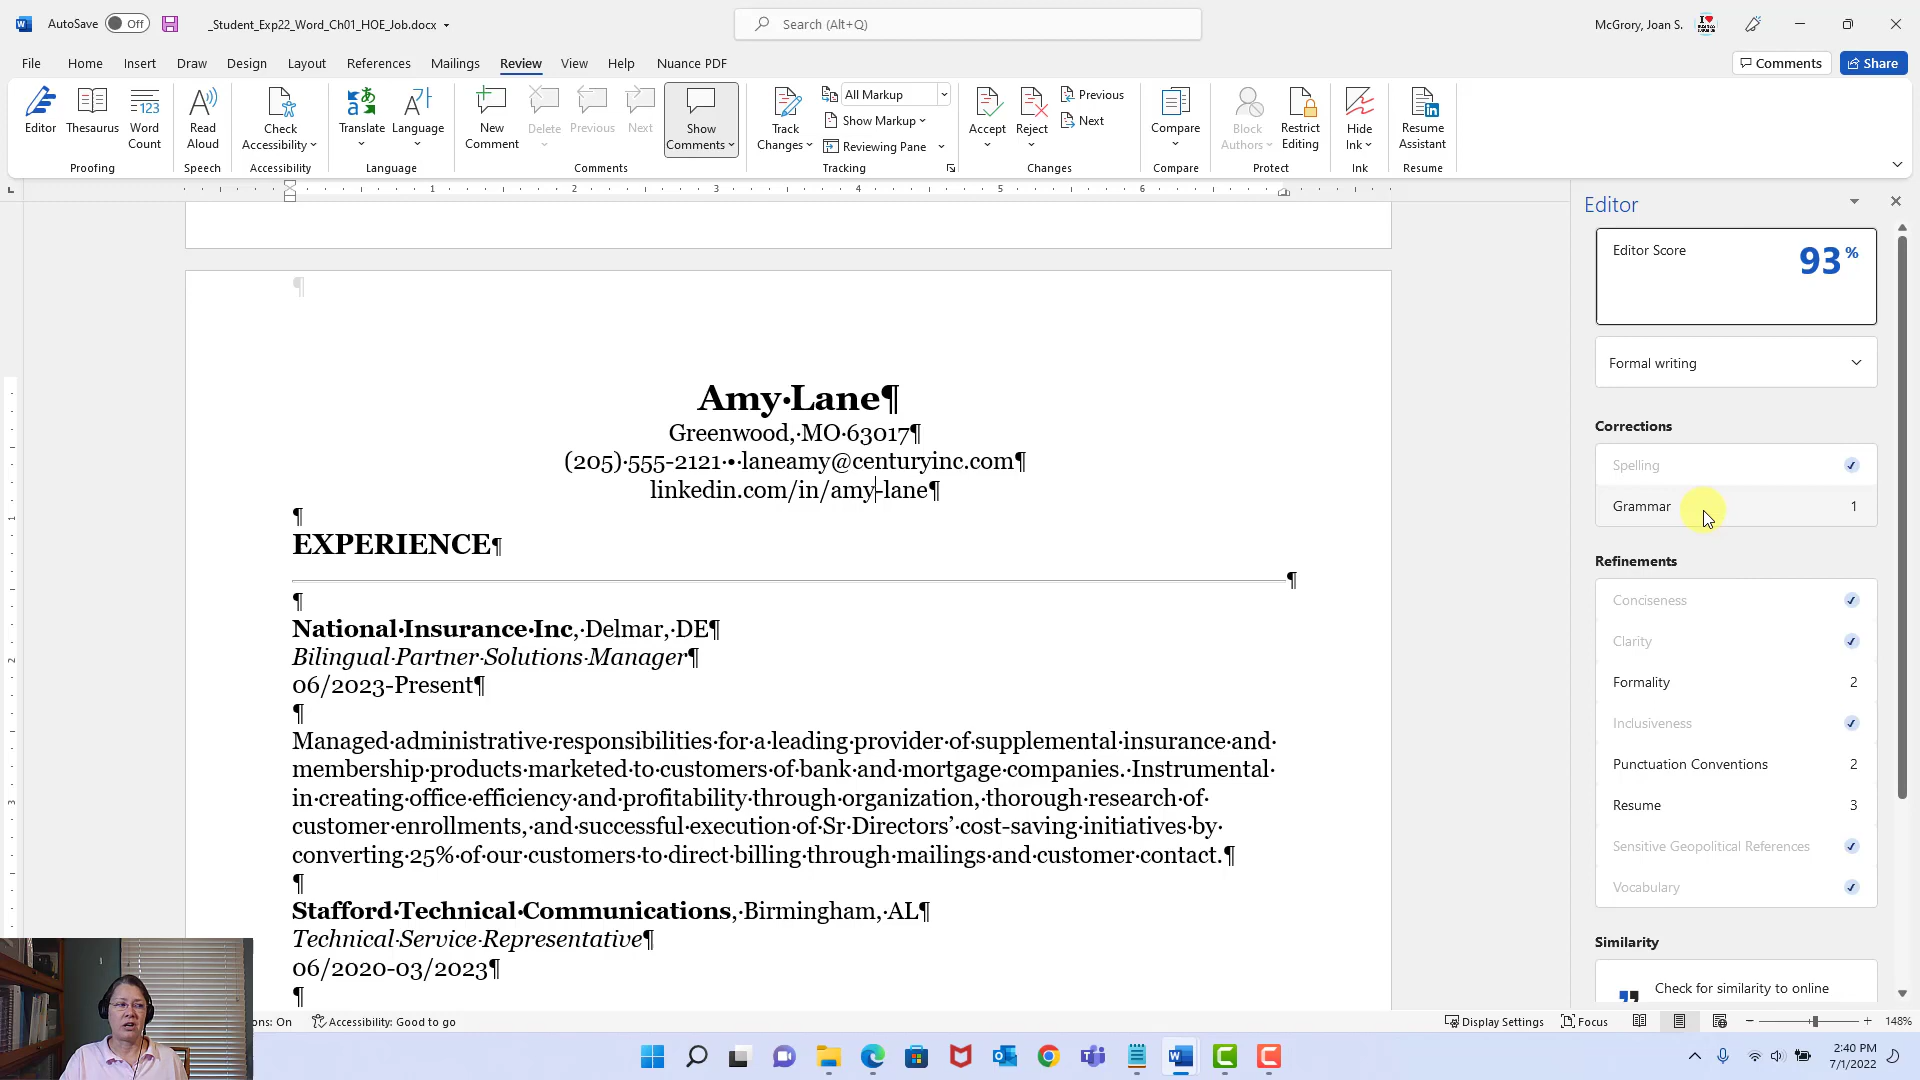 AutoSave Off _Student_Exp22_Word_Ch01_HOE_Job.docx Search (Alt+Q) McGrory, Joan S.
File Home Insert Draw Design Layout References Mailings Review View Help Nuance PDF Comments Share
Editor Thesaurus Word Count Read Aloud Check Accessibility Translate Language New Comment Delete Previous Next Show Comments Track Changes All Markup Show Markup Reviewing Pane Accept Reject Previous Next Compare Block Authors Restrict Editing Hide Ink Resume Assistant
Proofing Speech Accessibility Language Comments Tracking Changes Compare Protect Ink Resume
1 2 3 4 5 6
Editor
Editor Score 93%
Formal writing
Corrections
Spelling
Grammar 1
Refinements
Conciseness
Clarity
Formality 2
Inclusiveness
Punctuation Conventions 2
Resume 3
Sensitive Geopolitical References
Vocabulary
Similarity
Check for similarity to online
¶
Amy·Lane¶
Greenwood,·MO·63017¶
(205)·555-2121·•·laneamy@centuryinc.com¶
linkedin.com/in/amy-lane¶
¶
EXPERIENCE¶
¶
¶
National·Insurance·Inc,·Delmar,·DE¶
Bilingual·Partner·Solutions·Manager¶
06/2023-Present¶
¶
Managed·administrative·responsibilities·for·a·leading·provider·of·supplemental·insurance·and·
membership·products·marketed·to·customers·of·bank·and·mortgage·companies.·Instrumental·
in·creating·office·efficiency·and·profitability·through·organization,·thorough·research·of·
customer·enrollments,·and·successful·execution·of·Sr·Directors’·cost-saving·initiatives·by·
converting·25%·of·our·customers·to·direct·billing·through·mailings·and·customer·contact.¶
¶
Stafford·Technical·Communications,·Birmingham,·AL¶
Technical·Service·Representative¶
06/2020-03/2023¶
¶
1
2
3
ons: On Accessibility: Good to go Display Settings Focus 148%
2:40 PM
7/1/2022